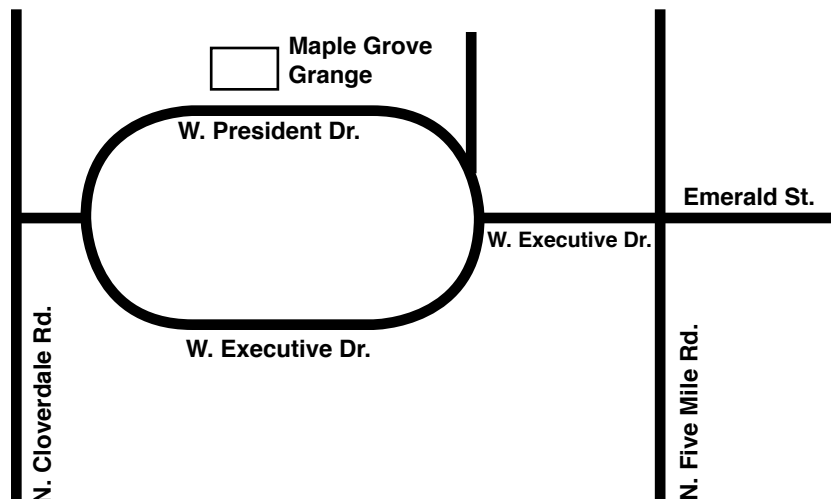 Maple Grove
Grange
W. President Dr.
Emerald St.
W. Executive Dr.
W. Executive Dr.
N. Cloverdale Rd.
N. Five Mile Rd.